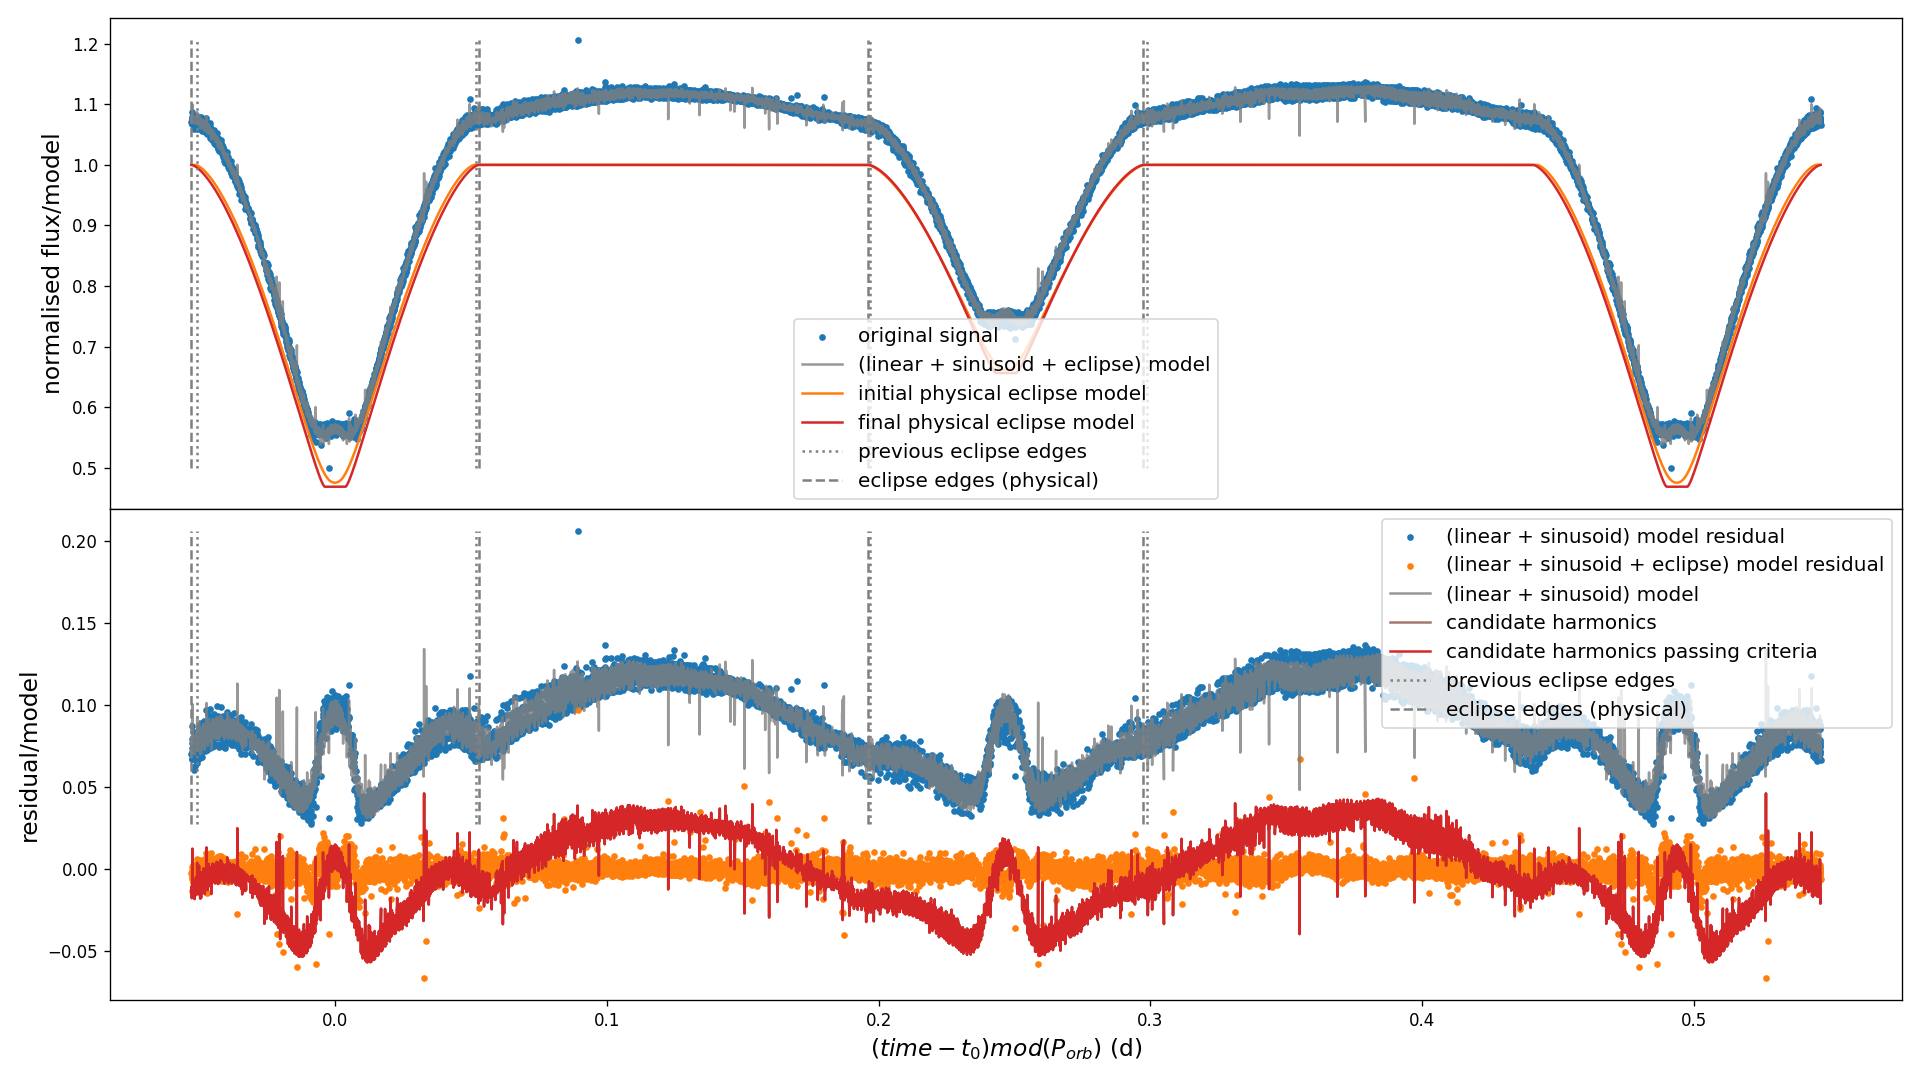 normalised flux/model
1.2
1.1
1.0
0.9
0.8
0.7
0.6
0.5
original signal
(linear + sinusoid + eclipse) model
initial physical eclipse model
final physical eclipse model
previous eclipse edges
eclipse edges (physical)
residual/model
0.20
0.15
0.10
0.05
0.00
−0.05
(linear + sinusoid) model residual
(linear + sinusoid + eclipse) model residual
(linear + sinusoid) model
candidate harmonics
candidate harmonics passing criteria
previous eclipse edges
eclipse edges (physical)
0.0 0.1 0.2 0.3 0.4 0.5
(time − t₀)mod(P_orb) (d)